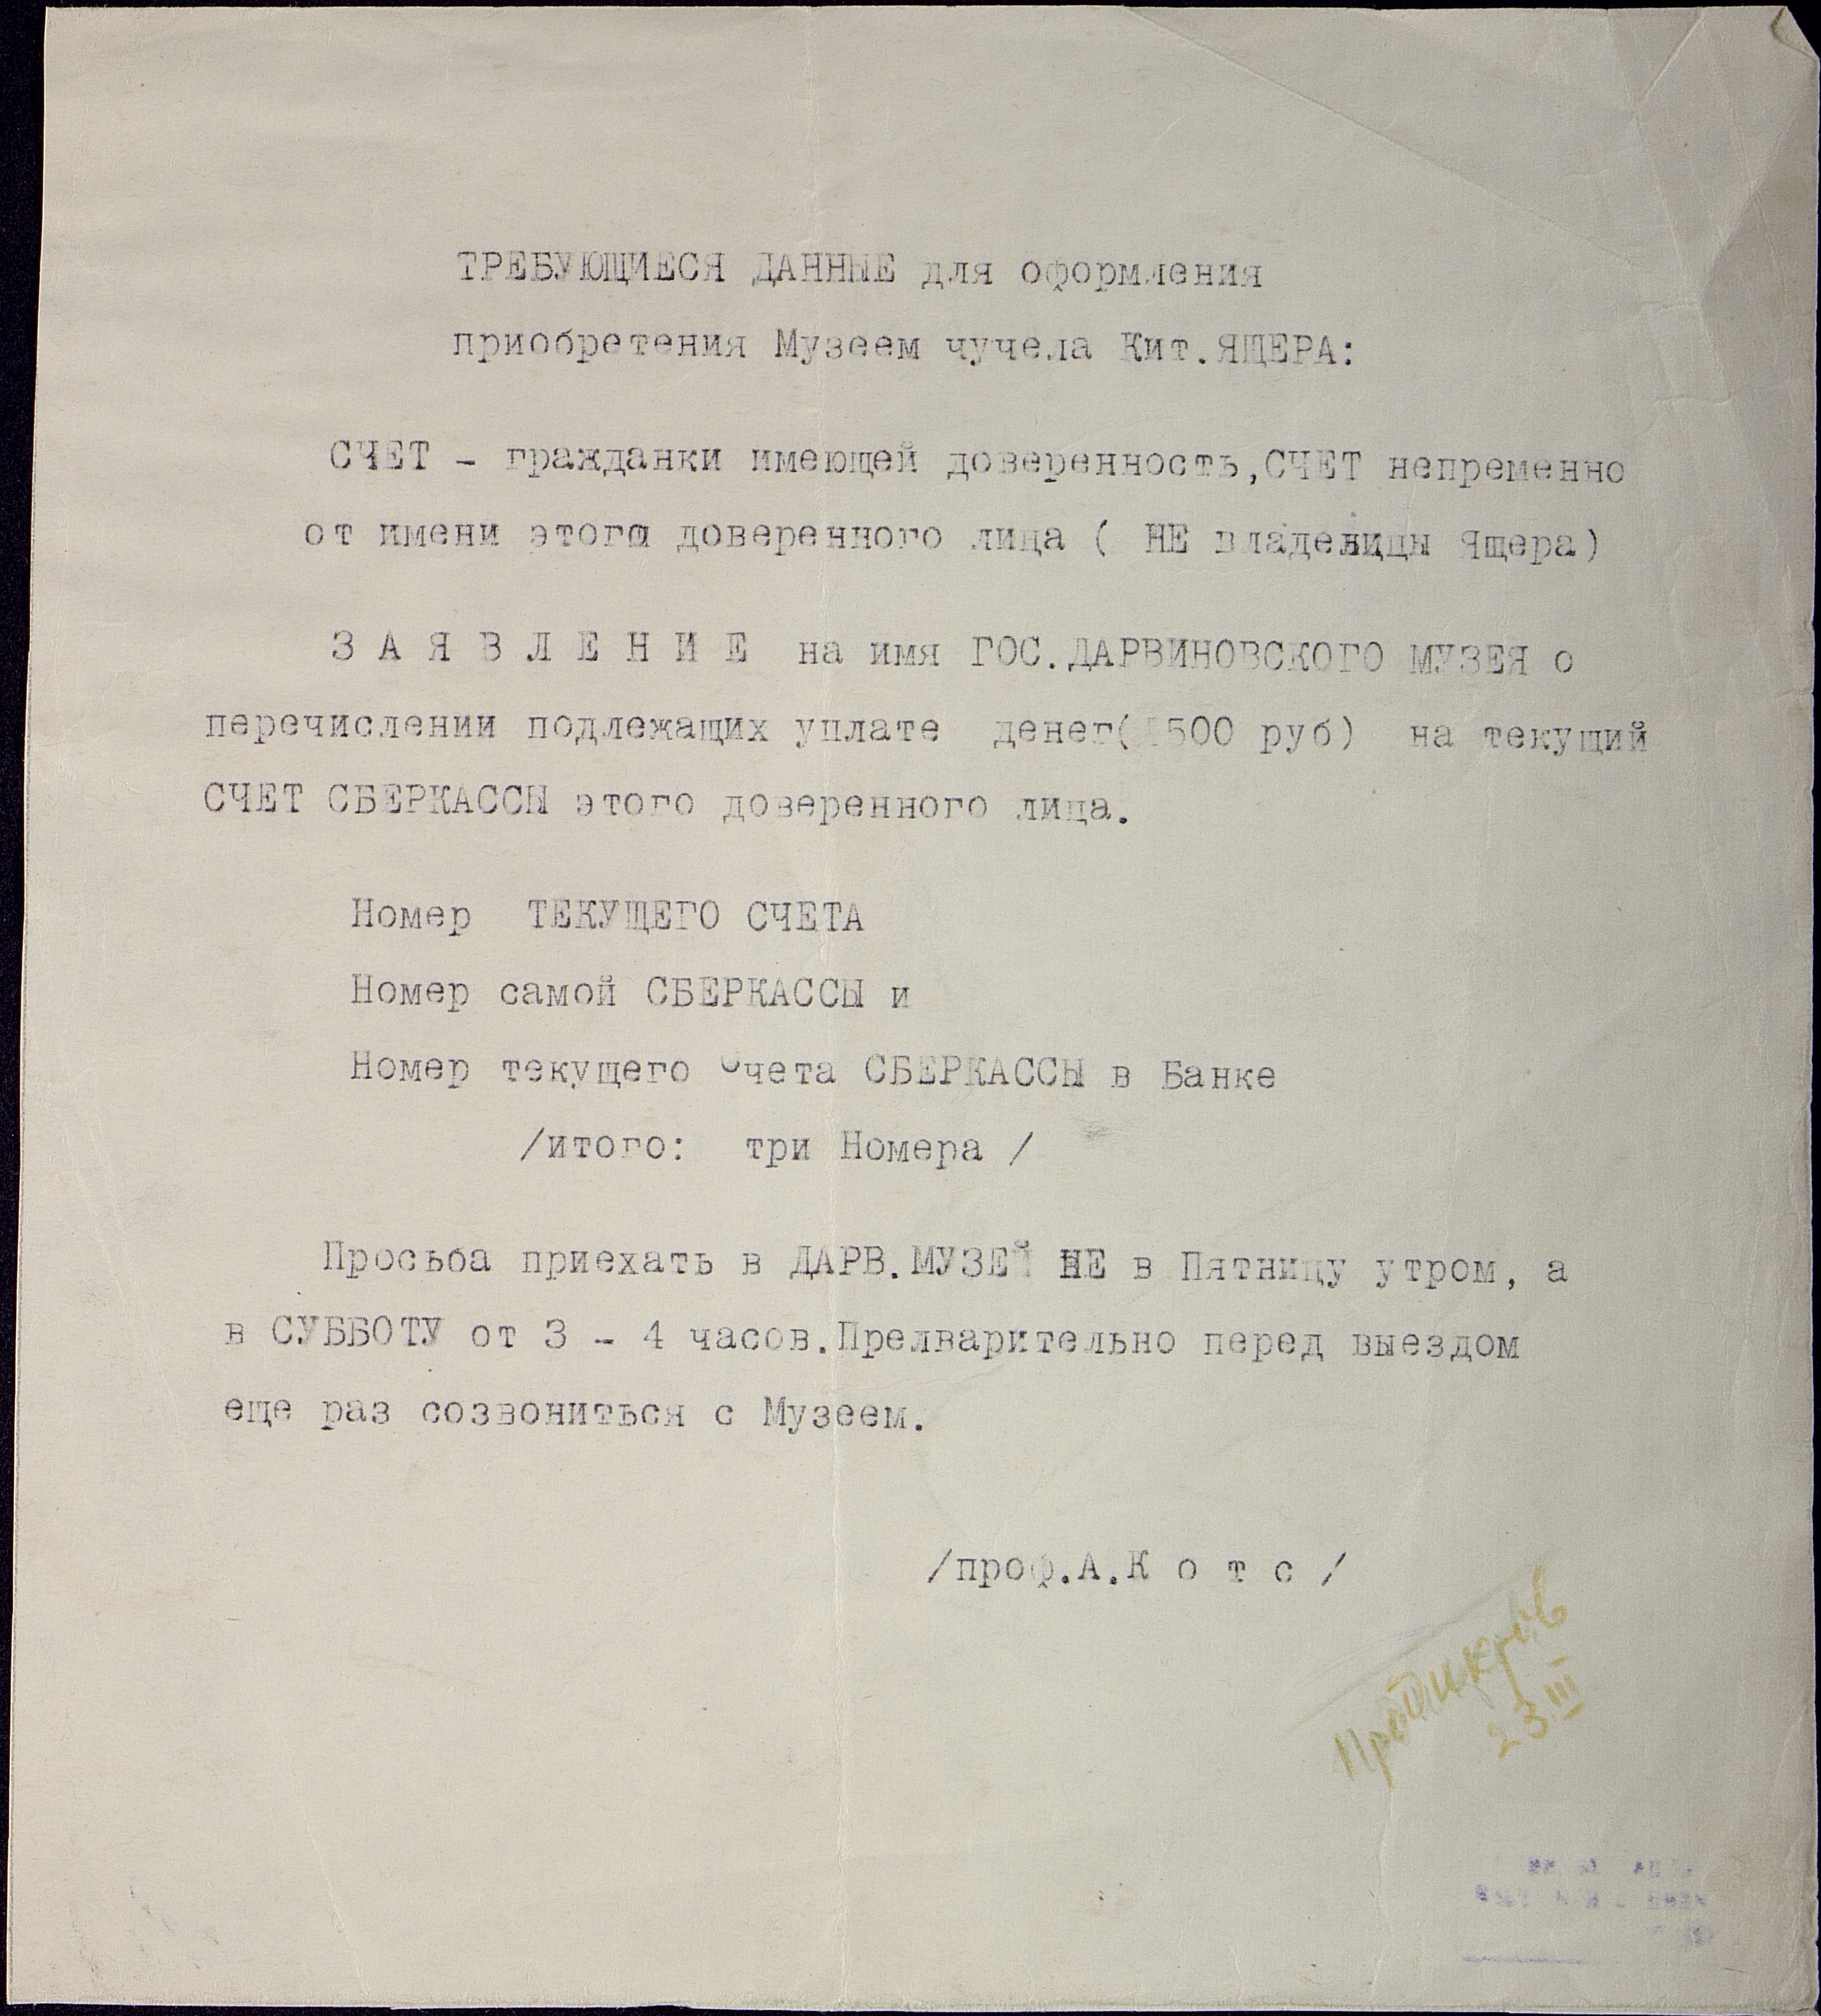 ТРЕБУЮЩИЕСЯ ДАННЫЕ для оформления
приобретения Музеем чучела Кит.ЯЩЕРА:
СЧЕТ - гражданки имеющей доверенность,СЧЕТ непременно
от имени этого доверенного лица ( НЕ владелицы Ящера)
З А Я В Л Е Н И Е на имя ГОС.ДАРВИНОВСКОГО МУЗЕЯ о
перечислении подлежащих уплате денег(1500 руб) на текущий
СЧЕТ СБЕРКАССЫ этого доверенного лица.
Номер ТЕКУЩЕГО СЧЕТА
Номер самой СБЕРКАССЫ и
Номер текущего Счета СБЕРКАССЫ в Банке
/итого: три Номера /
Просьба приехать в ДАРВ.МУЗЕЙ НЕ в Пятницу утром, а
в СУББОТУ от 3 - 4 часов.Прелварительно перед выездом
еще раз созвониться с Музеем.
/проф.А.К о т с /
23 III